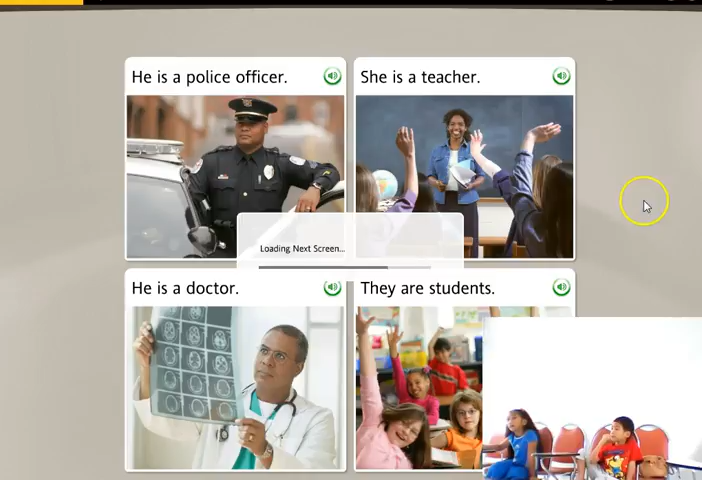 He is a police officer.
She is a teacher.
Loading Next Screen...
He is a doctor.
They are students.